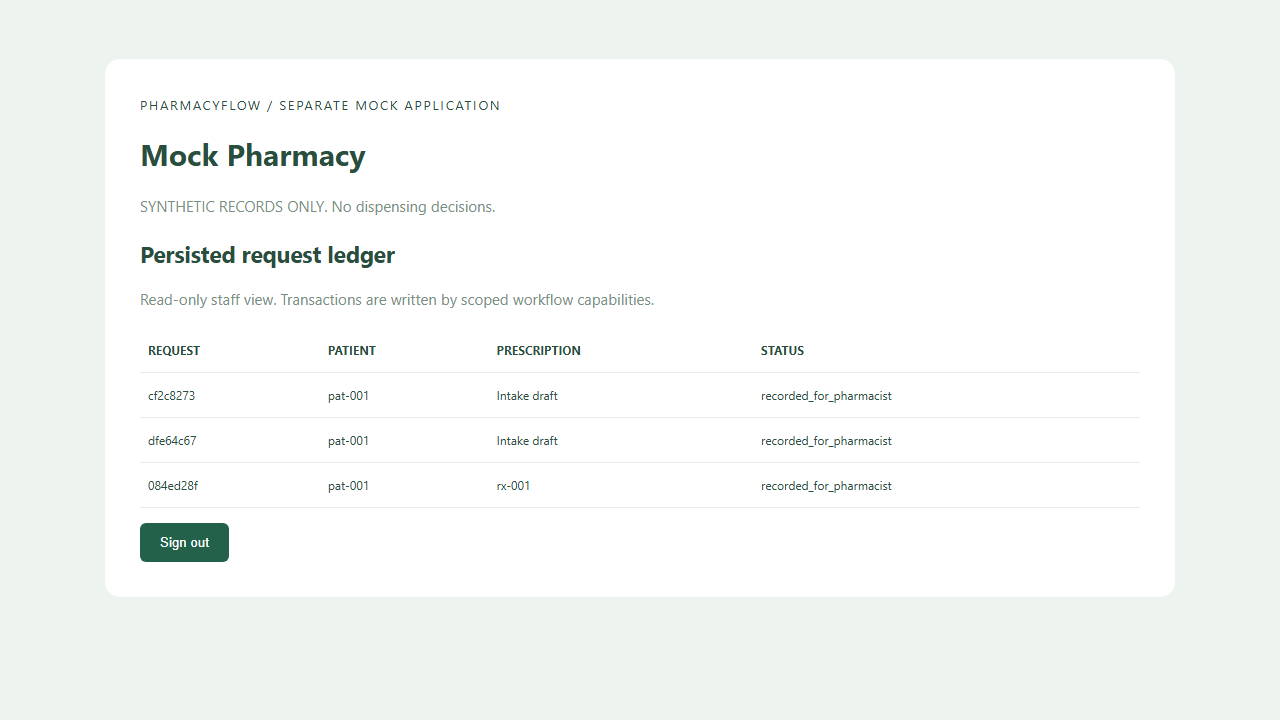 PHARMACYFLOW / SEPARATE MOCK APPLICATION
Mock Pharmacy
SYNTHETIC RECORDS ONLY. No dispensing decisions.
Persisted request ledger
Read-only staff view. Transactions are written by scoped workflow capabilities.
REQUEST PATIENT PRESCRIPTION STATUS
cf2c8273 pat-001 Intake draft recorded_for_pharmacist
dfe64c67 pat-001 Intake draft recorded_for_pharmacist
084ed28f pat-001 rx-001 recorded_for_pharmacist
Sign out